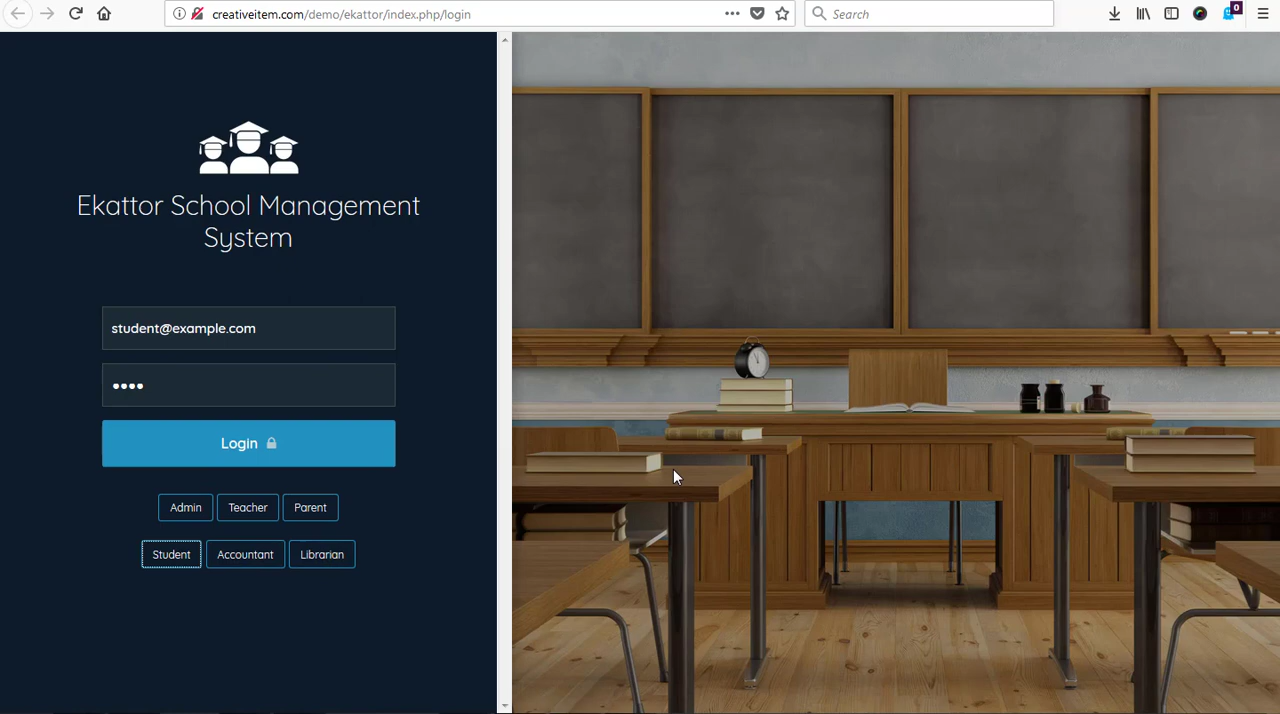 creativeitem.com/demo/ekattor/index.php/login
Search
0
Ekattor School Management
System
student@example.com
••••
Login
Admin Teacher Parent
Student Accountant Librarian